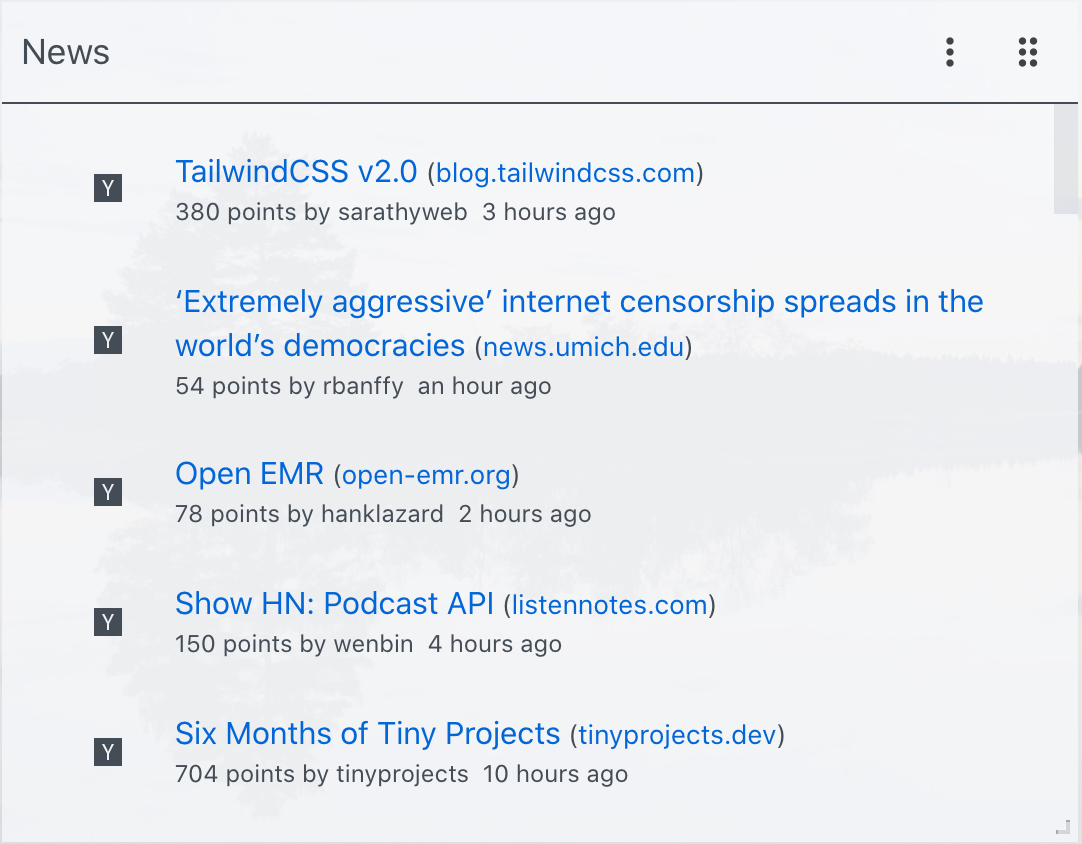 News
Y
TailwindCSS v2.0 (blog.tailwindcss.com)
380 points by sarathyweb 3 hours ago
Y
‘Extremely aggressive’ internet censorship spreads in the
world’s democracies (news.umich.edu)
54 points by rbanffy an hour ago
Y
Open EMR (open-emr.org)
78 points by hanklazard 2 hours ago
Y
Show HN: Podcast API (listennotes.com)
150 points by wenbin 4 hours ago
Y
Six Months of Tiny Projects (tinyprojects.dev)
704 points by tinyprojects 10 hours ago